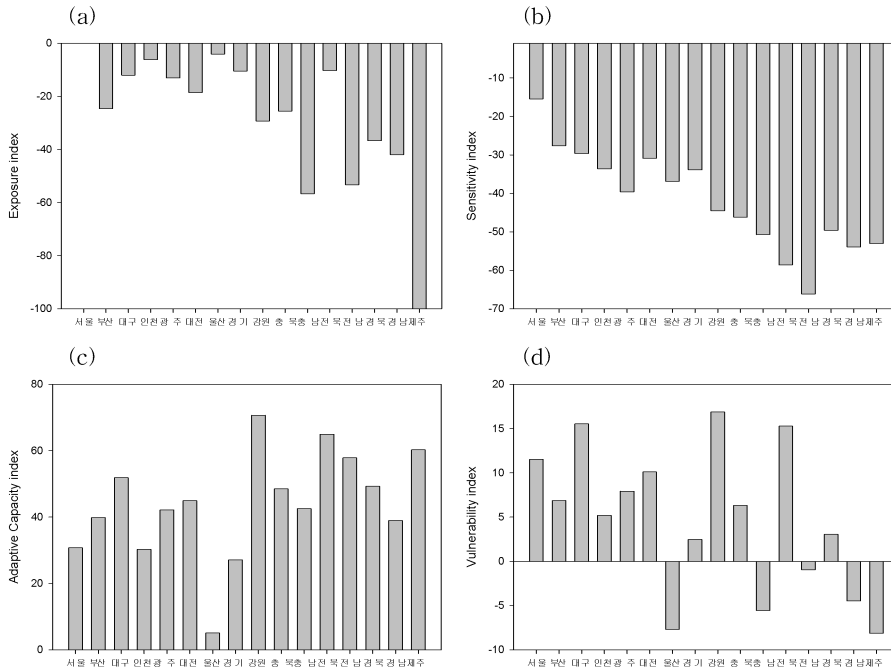 (a)
0
-20
-40
-60
-80
-100
Exposure index
서울 부산 대구 인천 광주 대전 울산 경기 강원 충북 충남 전북 전남 경북 경남 제주
(b)
-10
-20
-30
-40
-50
-60
-70
Sensitivity index
서울 부산 대구 인천 광주 대전 울산 경기 강원 충북 충남 전북 전남 경북 경남 제주
(c)
80
60
40
20
0
Adaptive Capacity index
서울 부산 대구 인천 광주 대전 울산 경기 강원 충북 충남 전북 전남 경북 경남 제주
(d)
20
15
10
5
0
-5
-10
Vulnerability index
서울 부산 대구 인천 광주 대전 울산 경기 강원 충북 충남 전북 전남 경북 경남 제주